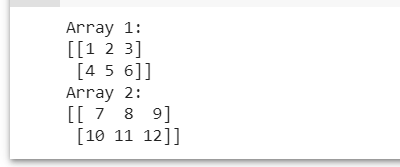 Array 1:
[[1 2 3]
 [4 5 6]]
Array 2:
[[ 7  8  9]
 [10 11 12]]